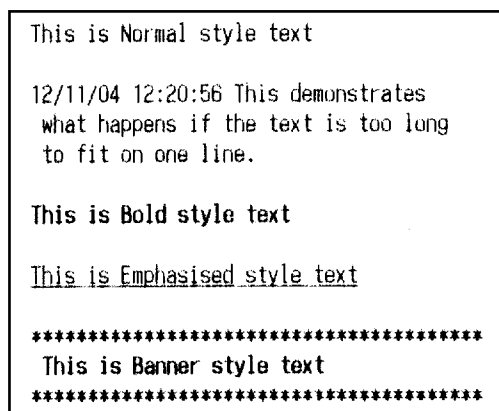 This is Normal style text
12/11/04 12:20:56 This demonstrates
what happens if the text is too long
to fit on one line.
This is Bold style text
This is Emphasised style text
****************************************
This is Banner style text
****************************************